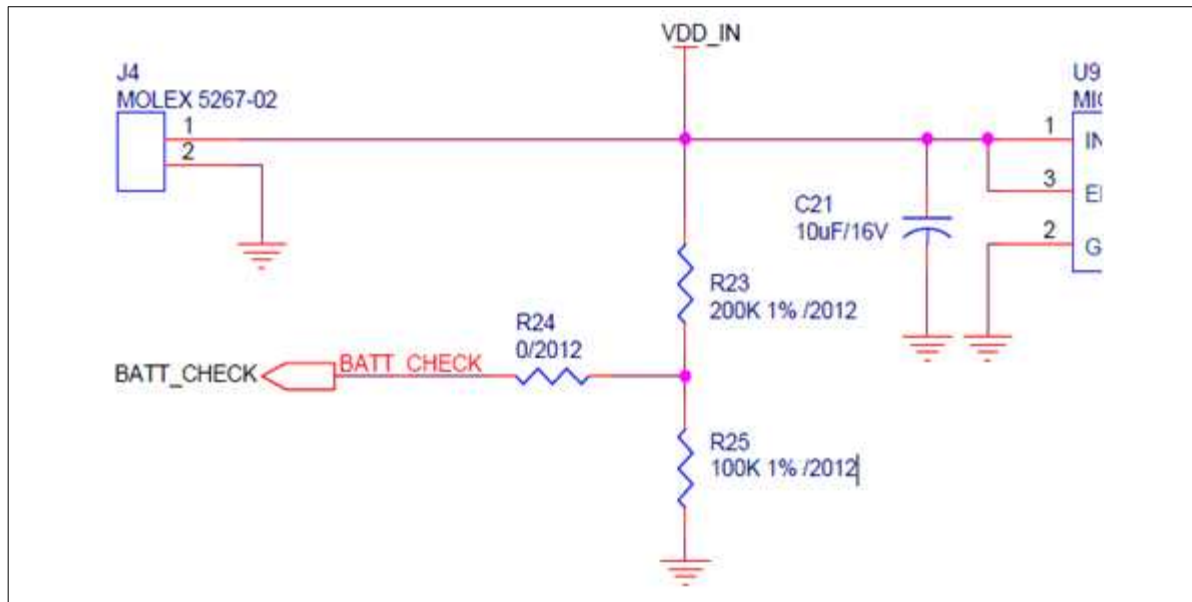 VDD_IN
J4
MOLEX 5267-02
1
2
U9
1
3
2
C21
10uF/16V
R23
200K 1% /2012
R24
0/2012
BATT_CHECK
BATT_CHECK
R25
100K 1% /2012